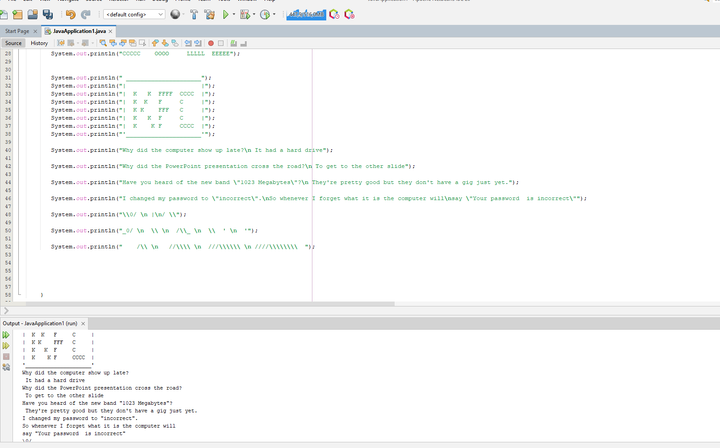 <default config>
Start Page
JavaApplication1.java
Source
History
28 System.out.println("CCCCC    OOOO     LLLLL  EEEEE");
29
30
31 System.out.println(" _______________________");
32 System.out.println("|                       |");
33 System.out.println("|  K   K  FFFF  CCCC  |");
34 System.out.println("|  K  K   F     C     |");
35 System.out.println("|  K K    FFF   C     |");
36 System.out.println("|  K  K   F     C     |");
37 System.out.println("|  K    K F     CCCC  |");
38 System.out.println("'_______________________'");
39
40 System.out.println("Why did the computer show up late?\n It had a hard drive");
41
42 System.out.println("Why did the PowerPoint presentation cross the road?\n To get to the other slide");
43
44 System.out.println("Have you heard of the new band \"1023 Megabytes\"?\n They're pretty good but they don't have a gig just yet.");
45
46 System.out.println("I changed my password to \"incorrect\".\nSo whenever I forget what it is the computer will\nsay \"Your password  is incorrect\"");
47
48 System.out.println("\\0/ \n |\n/ \\");
49
50 System.out.println("_0/ \n  \\ \n  /\\_ \n  \\  ' \n  '");
51
52 System.out.println("    /\\ \n   //\\\\ \n  ///\\\\\\ \n ////\\\\\\\\  ");
53
54
55
56
57
58 }
Output - JavaApplication1 (run)
|  K  K   F     C     |
|  K K    FFF   C     |
|  K   K  F     C     |
|  K    K F     CCCC  |
'_______________________'
Why did the computer show up late?
 It had a hard drive
Why did the PowerPoint presentation cross the road?
 To get to the other slide
Have you heard of the new band "1023 Megabytes"?
 They're pretty good but they don't have a gig just yet.
I changed my password to "incorrect".
So whenever I forget what it is the computer will
say "Your password  is incorrect"
\0/